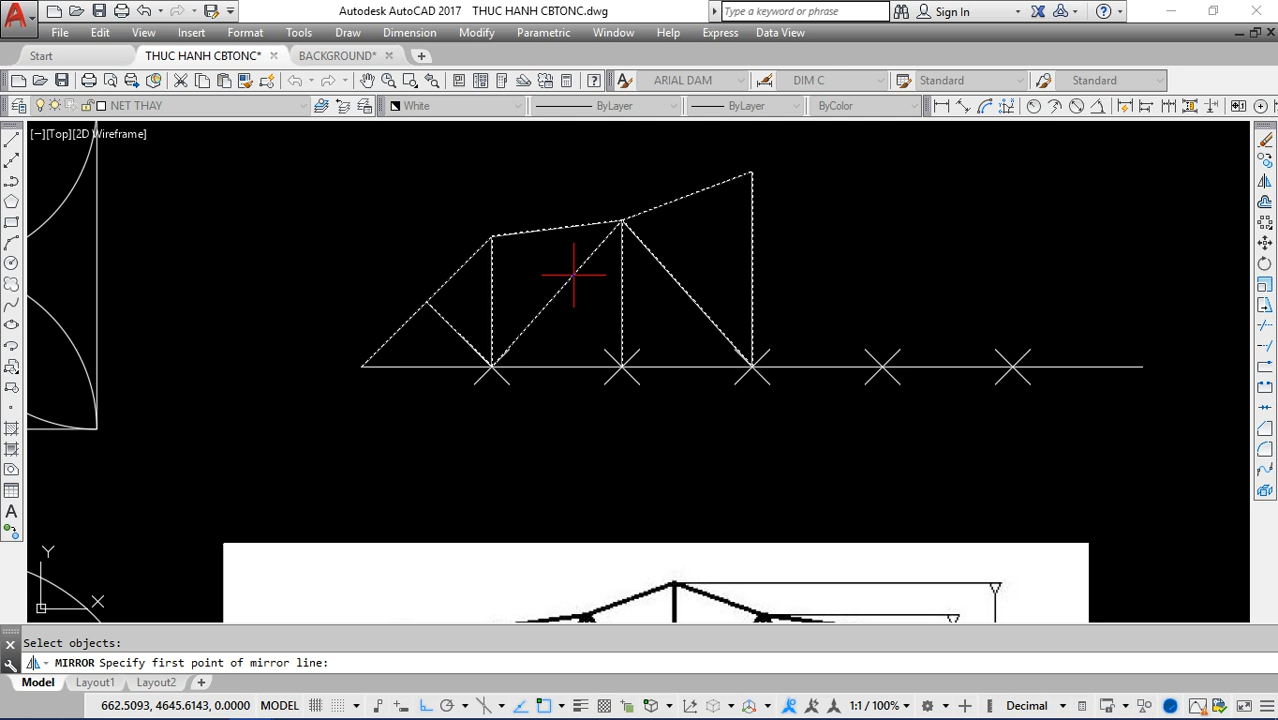 Autodesk AutoCAD 2017 THUC HANH CBTONC.dwg
Type a keyword or phrase
Sign In
File Edit View Insert Format Tools Draw Dimension Modify Parametric Window Help Express Data View
Start THUC HANH CBTONC* BACKGROUND*
ARIAL DAM DIM C Standard Standard
NET THAY White ByLayer ByLayer ByColor
[−][Top][2D Wireframe]
Y
X
Select objects:
MIRROR Specify first point of mirror line:
Model Layout1 Layout2
662.5093, 4645.6143, 0.0000 MODEL 1:1 / 100% Decimal